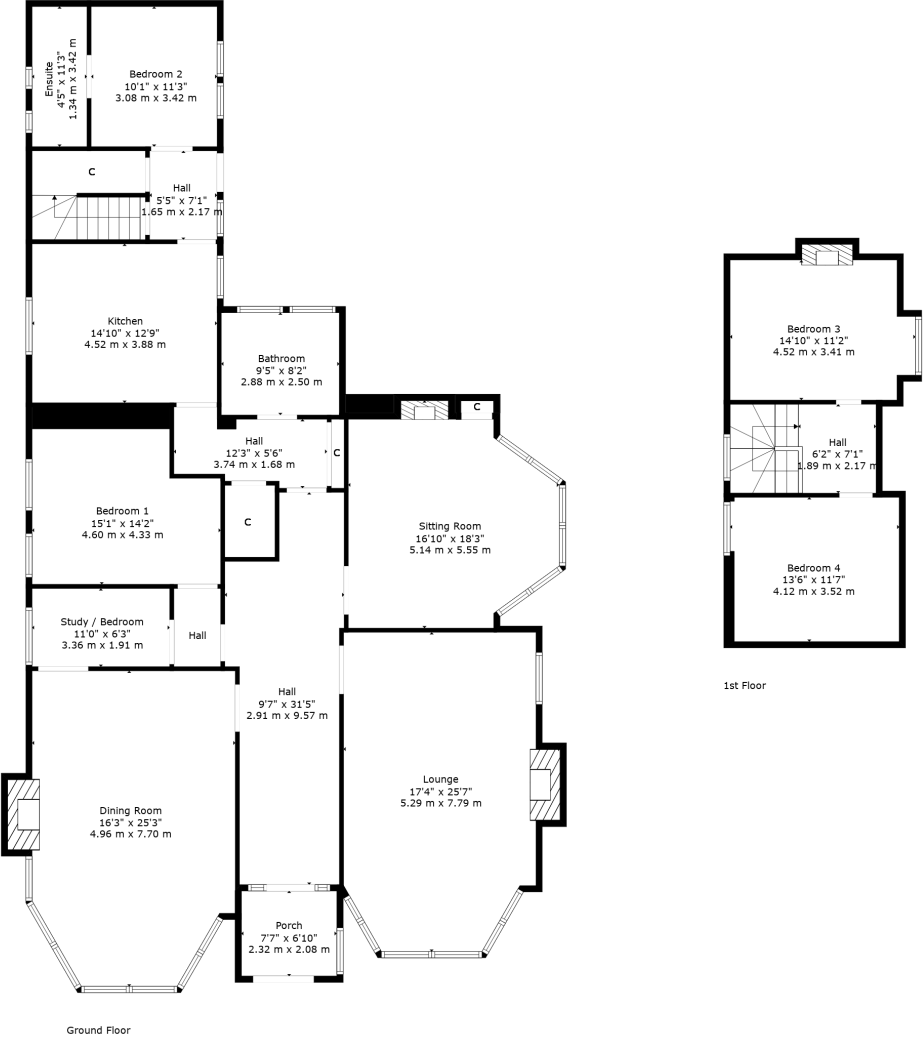 Ensuite
4'5" x 11'3"
1.34 m x 3.42 m
Bedroom 2
10'1" x 11'3"
3.08 m x 3.42 m
C
Hall
5'5" x 7'1"
1.65 m x 2.17 m
Kitchen
14'10" x 12'9"
4.52 m x 3.88 m
Bathroom
9'5" x 8'2"
2.88 m x 2.50 m
C
Hall
12'3" x 5'6"
3.74 m x 1.68 m
C
Bedroom 1
15'1" x 14'2"
4.60 m x 4.33 m
C
Sitting Room
16'10" x 18'3"
5.14 m x 5.55 m
Study / Bedroom
11'0" x 6'3"
3.36 m x 1.91 m
Hall
Hall
9'7" x 31'5"
2.91 m x 9.57 m
Lounge
17'4" x 25'7"
5.29 m x 7.79 m
Dining Room
16'3" x 25'3"
4.96 m x 7.70 m
Porch
7'7" x 6'10"
2.32 m x 2.08 m
Ground Floor
Bedroom 3
14'10" x 11'2"
4.52 m x 3.41 m
Hall
6'2" x 7'1"
1.89 m x 2.17 m
Bedroom 4
13'6" x 11'7"
4.12 m x 3.52 m
1st Floor